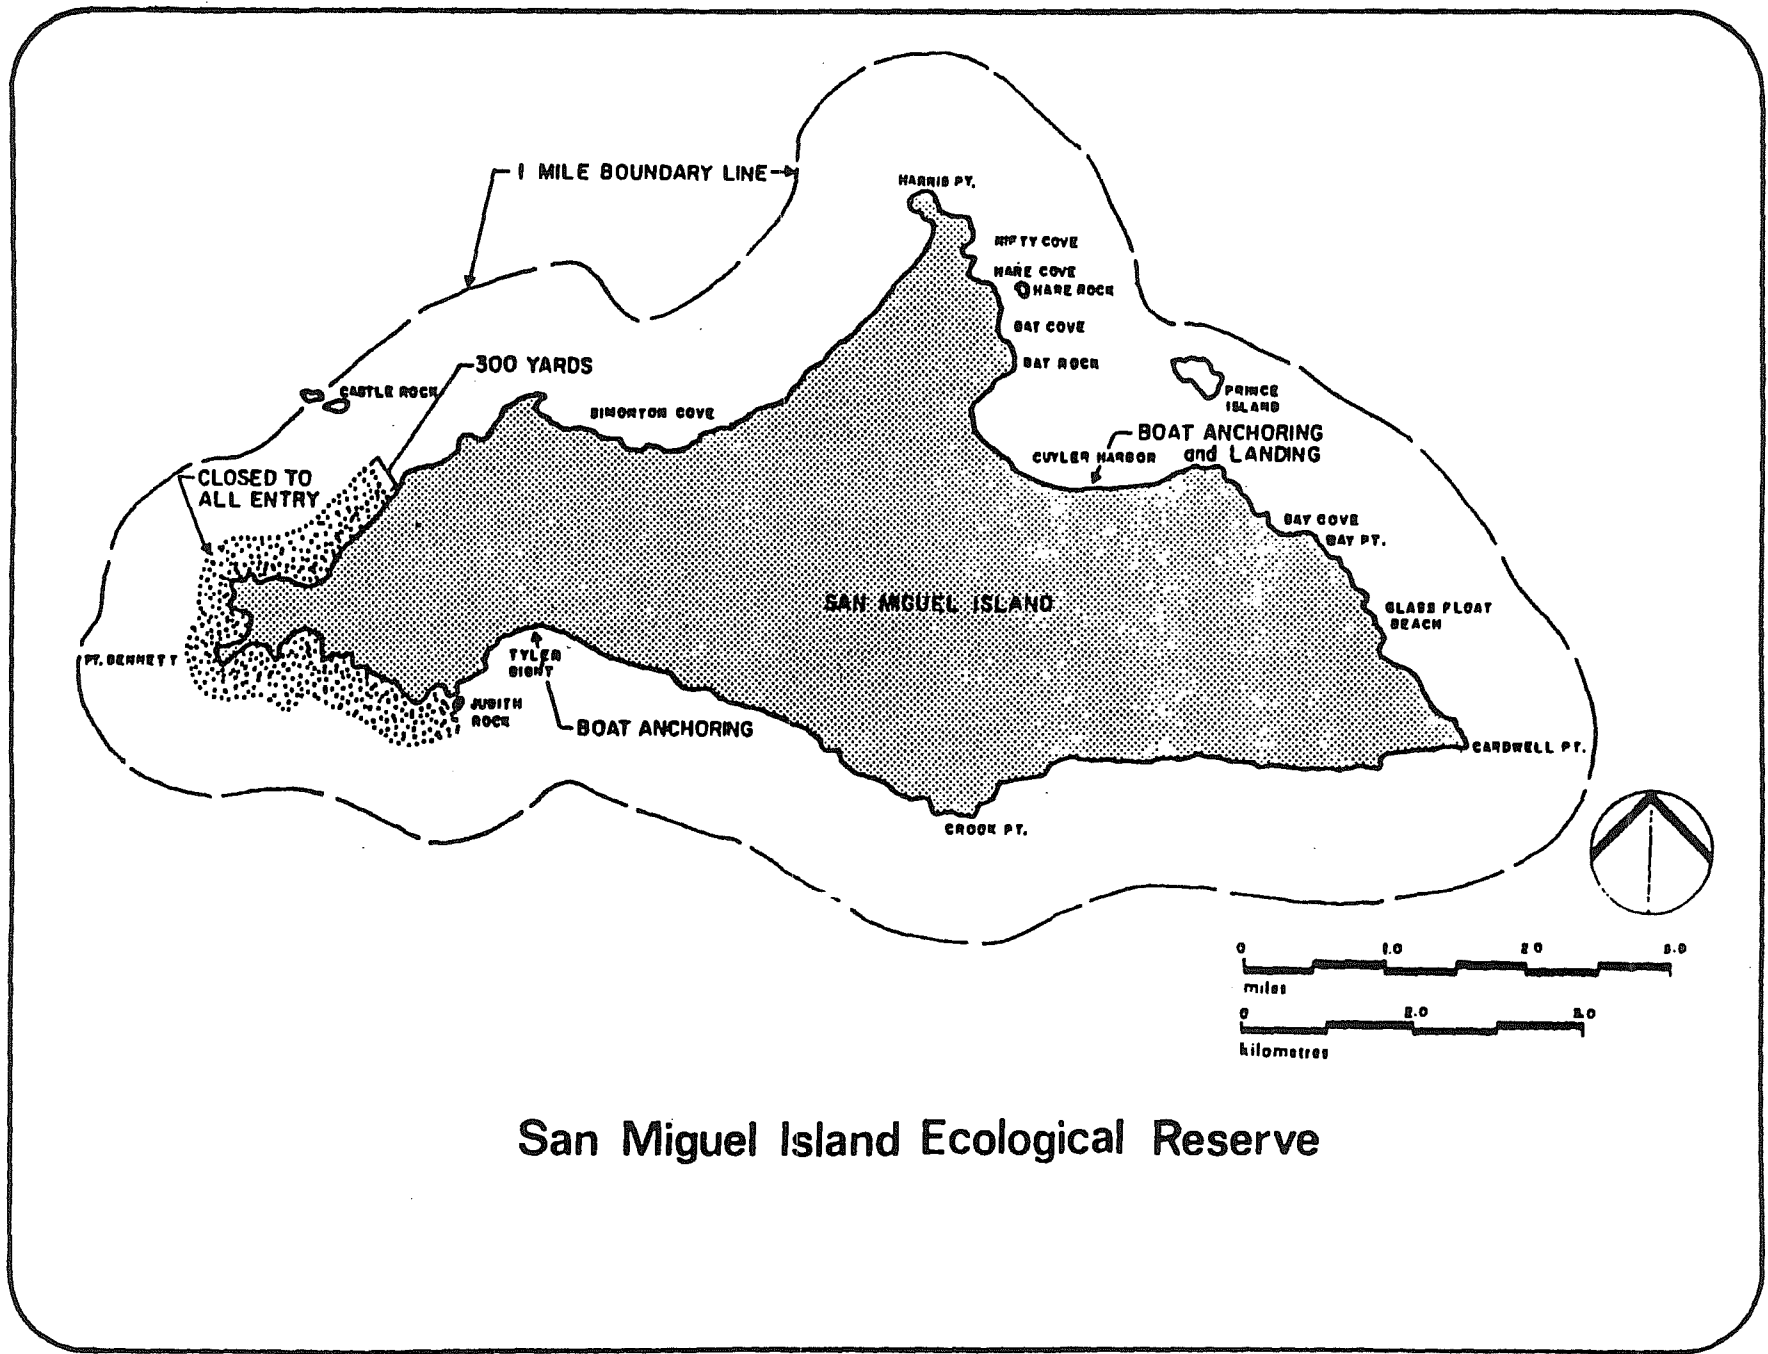 1 MILE BOUNDARY LINE
HARRIS PT.
NIFTY COVE
HARE COVE
HARE ROCK
BAT COVE
BAT ROCK
300 YARDS
CASTLE ROCK
SIMONTON COVE
PRINCE
ISLAND
BOAT ANCHORING
and LANDING
CUYLER HARBOR
CLOSED TO
ALL ENTRY
BAY COVE
BAY PT.
SAN MIGUEL ISLAND
GLASS FLOAT
BEACH
PT. BENNETT
TYLER
BIGHT
JUDITH
ROCK
BOAT ANCHORING
CARDWELL PT.
CROOK PT.
0 1.0 2.0 3.0
miles
0 2.0
kilometres
San Miguel Island Ecological Reserve